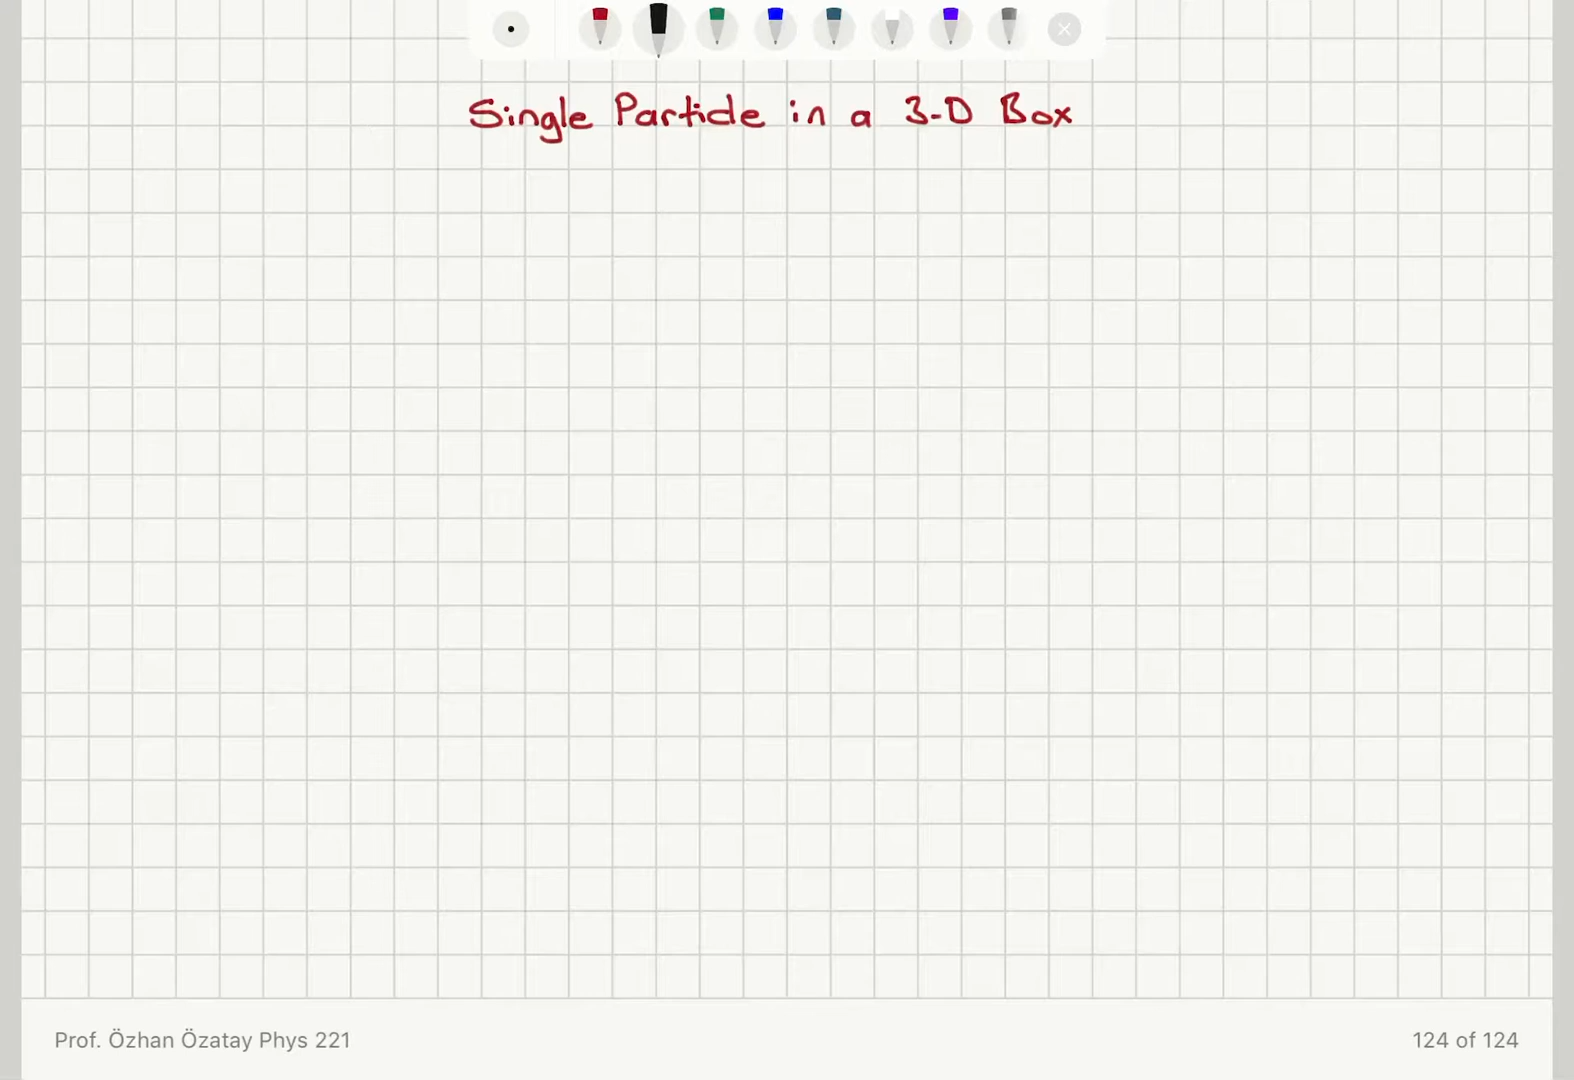 Single Particle in a 3-D Box
Prof. Özhan Özatay Phys 221
124 of 124